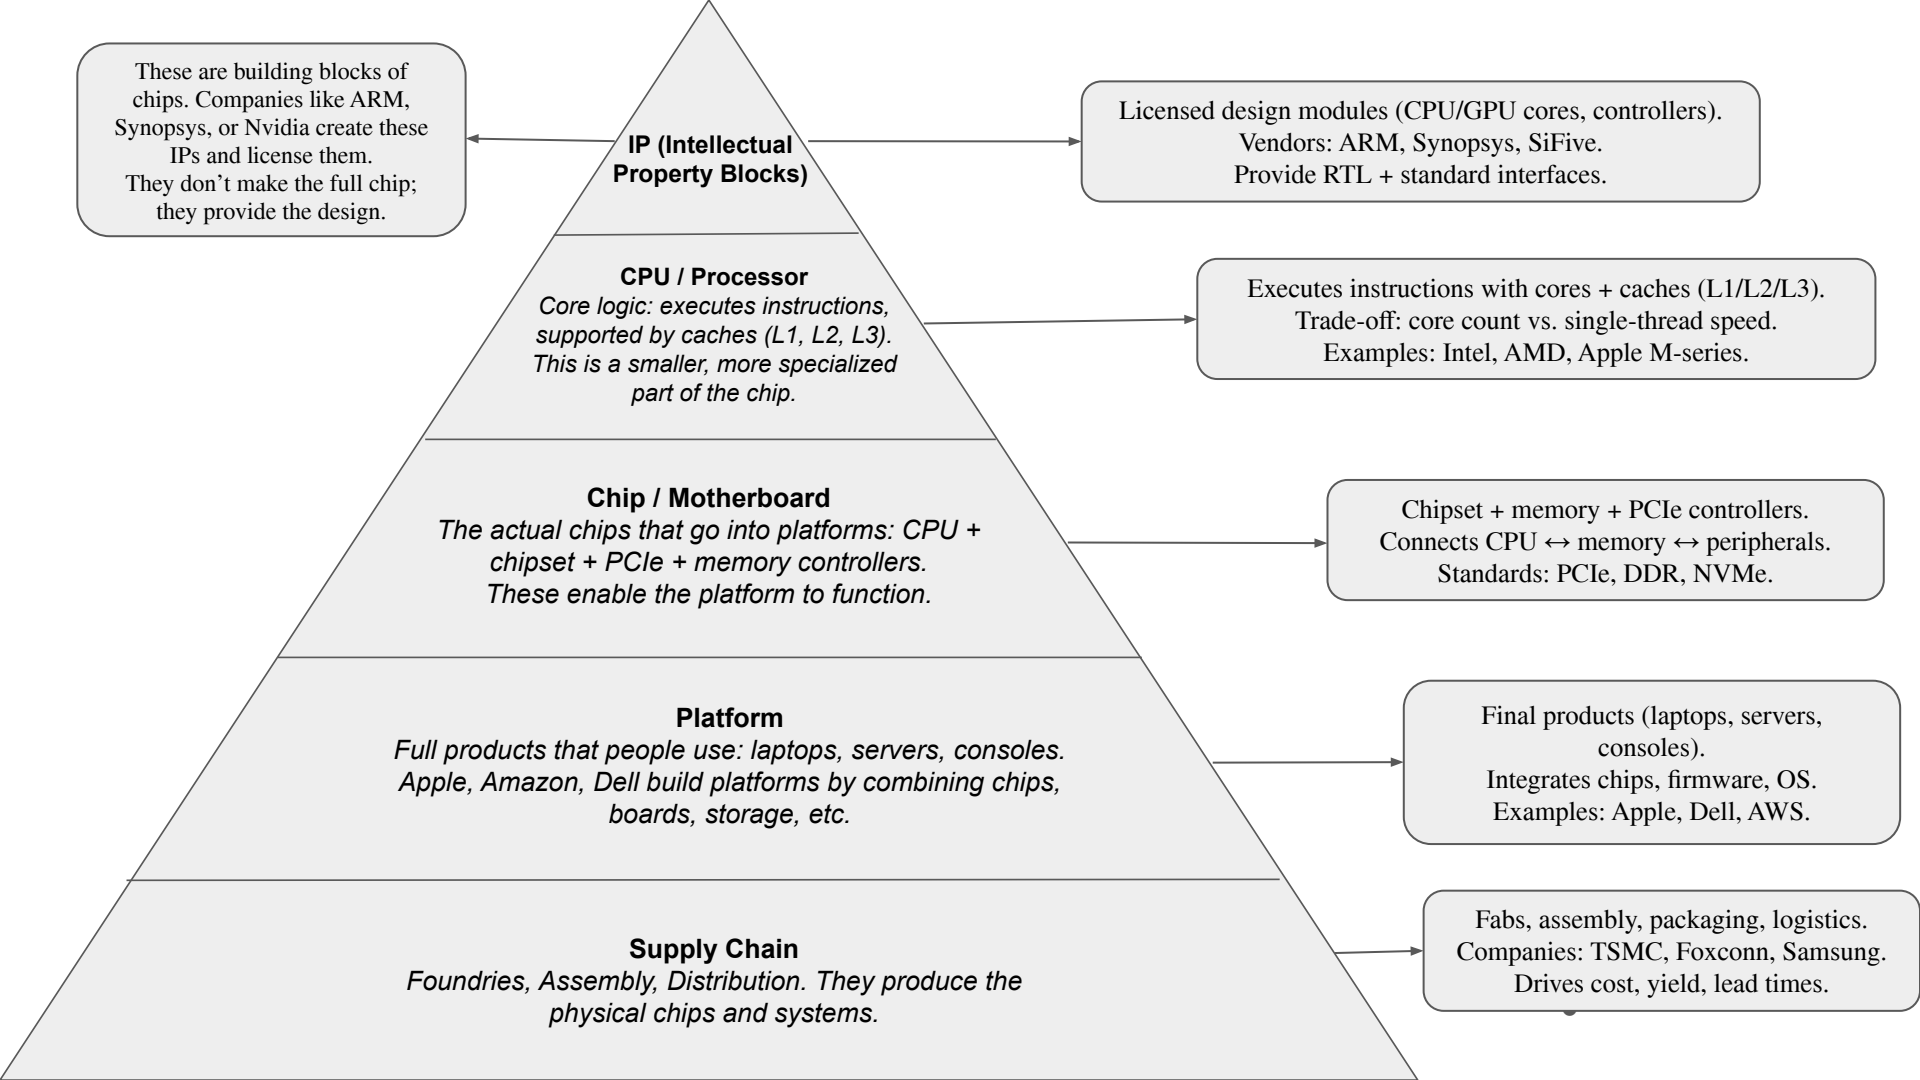 These are building blocks of
chips. Companies like ARM,
Synopsys, or Nvidia create these
IPs and license them.
They don’t make the full chip;
they provide the design.
IP (Intellectual
Property Blocks)
Licensed design modules (CPU/GPU cores, controllers).
Vendors: ARM, Synopsys, SiFive.
Provide RTL + standard interfaces.
CPU / Processor
Core logic: executes instructions,
supported by caches (L1, L2, L3).
This is a smaller, more specialized
part of the chip.
Executes instructions with cores + caches (L1/L2/L3).
Trade-off: core count vs. single-thread speed.
Examples: Intel, AMD, Apple M-series.
Chip / Motherboard
The actual chips that go into platforms: CPU +
chipset + PCIe + memory controllers.
These enable the platform to function.
Chipset + memory + PCIe controllers.
Connects CPU ↔ memory ↔ peripherals.
Standards: PCIe, DDR, NVMe.
Platform
Full products that people use: laptops, servers, consoles.
Apple, Amazon, Dell build platforms by combining chips,
boards, storage, etc.
Final products (laptops, servers,
consoles).
Integrates chips, firmware, OS.
Examples: Apple, Dell, AWS.
Supply Chain
Foundries, Assembly, Distribution. They produce the
physical chips and systems.
Fabs, assembly, packaging, logistics.
Companies: TSMC, Foxconn, Samsung.
Drives cost, yield, lead times.